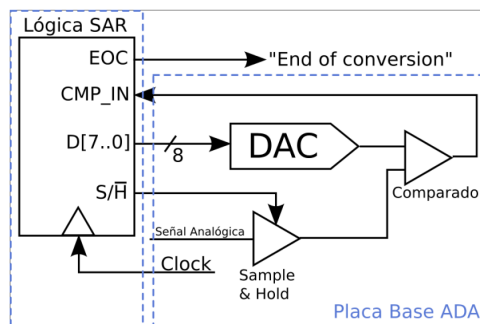 Lógica SAR
EOC
"End of conversion"
CMP_IN
D[7..0]
8
DAC
S/H̅
Comparado
Señal Analógica
Clock
Sample
& Hold
Placa Base ADA